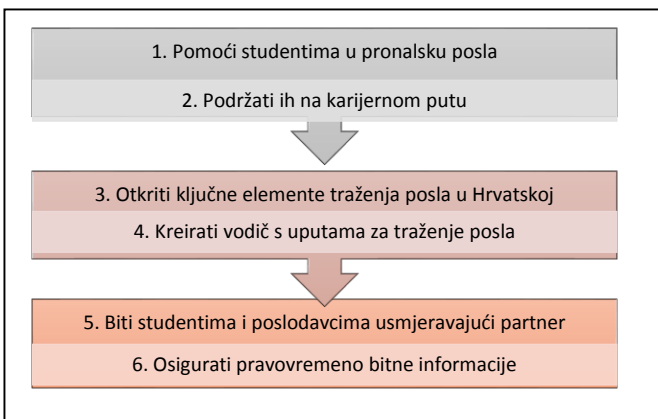 1. Pomoći studentima u pronalsku posla
2. Podržati ih na karijernom putu
3. Otkriti ključne elemente traženja posla u Hrvatskoj
4. Kreirati vodič s uputama za traženje posla
5. Biti studentima i poslodavcima usmjeravajući partner
6. Osigurati pravovremeno bitne informacije